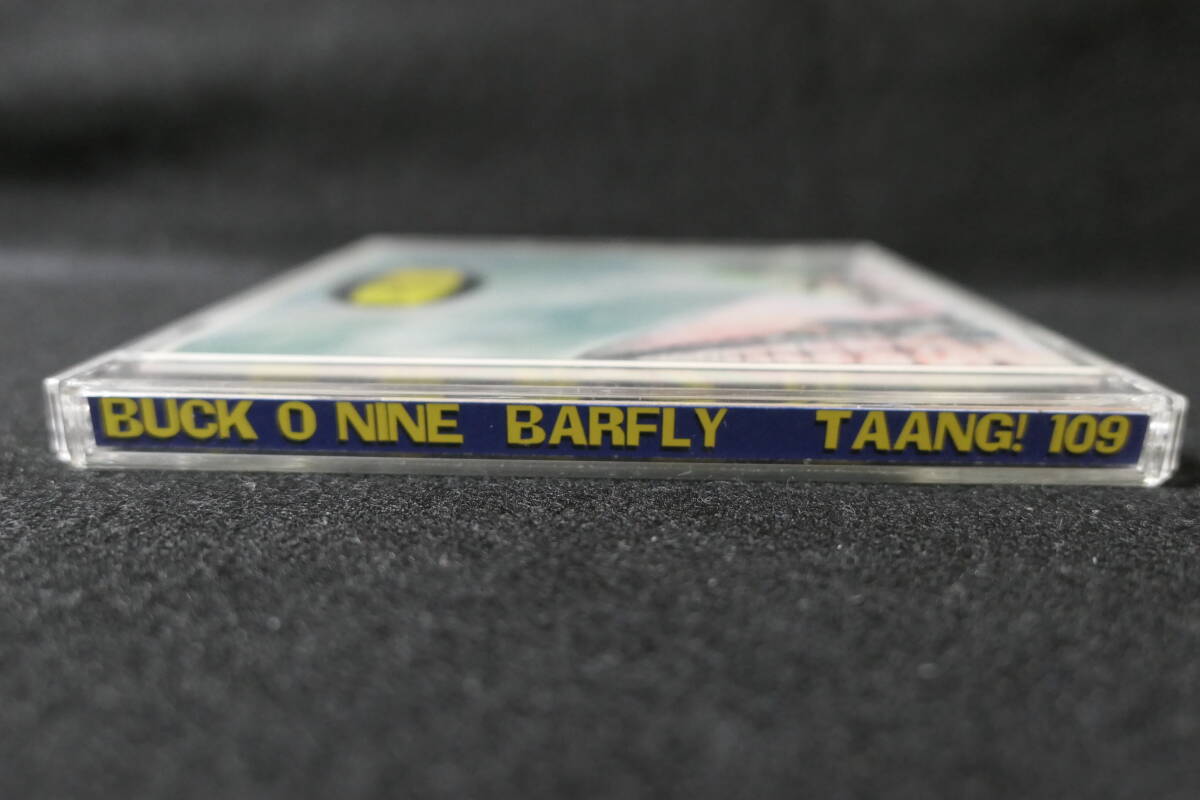 BUCK O NINE BARFLY TAANG! 109